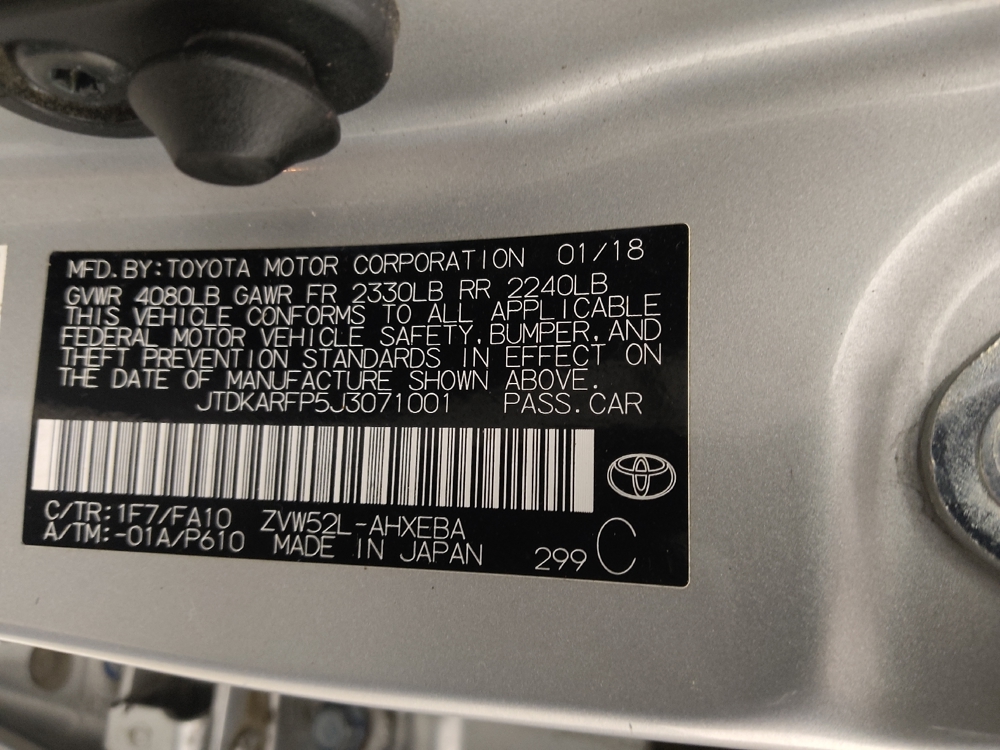 MFD.BY:TOYOTA MOTOR CORPORATION 01/18
GVWR 4080LB GAWR FR 2330LB RR 2240LB
THIS VEHICLE CONFORMS TO ALL APPLICABLE
FEDERAL MOTOR VEHICLE SAFETY,BUMPER,AND
THEFT PREVENTION STANDARDS IN EFFECT ON
THE DATE OF MANUFACTURE SHOWN ABOVE.
JTDKARFP5J3071001 PASS.CAR
C/TR:1F7/FA10 ZVW52L-AHXEBA
A/TM:-01A/P610 MADE IN JAPAN 299 C